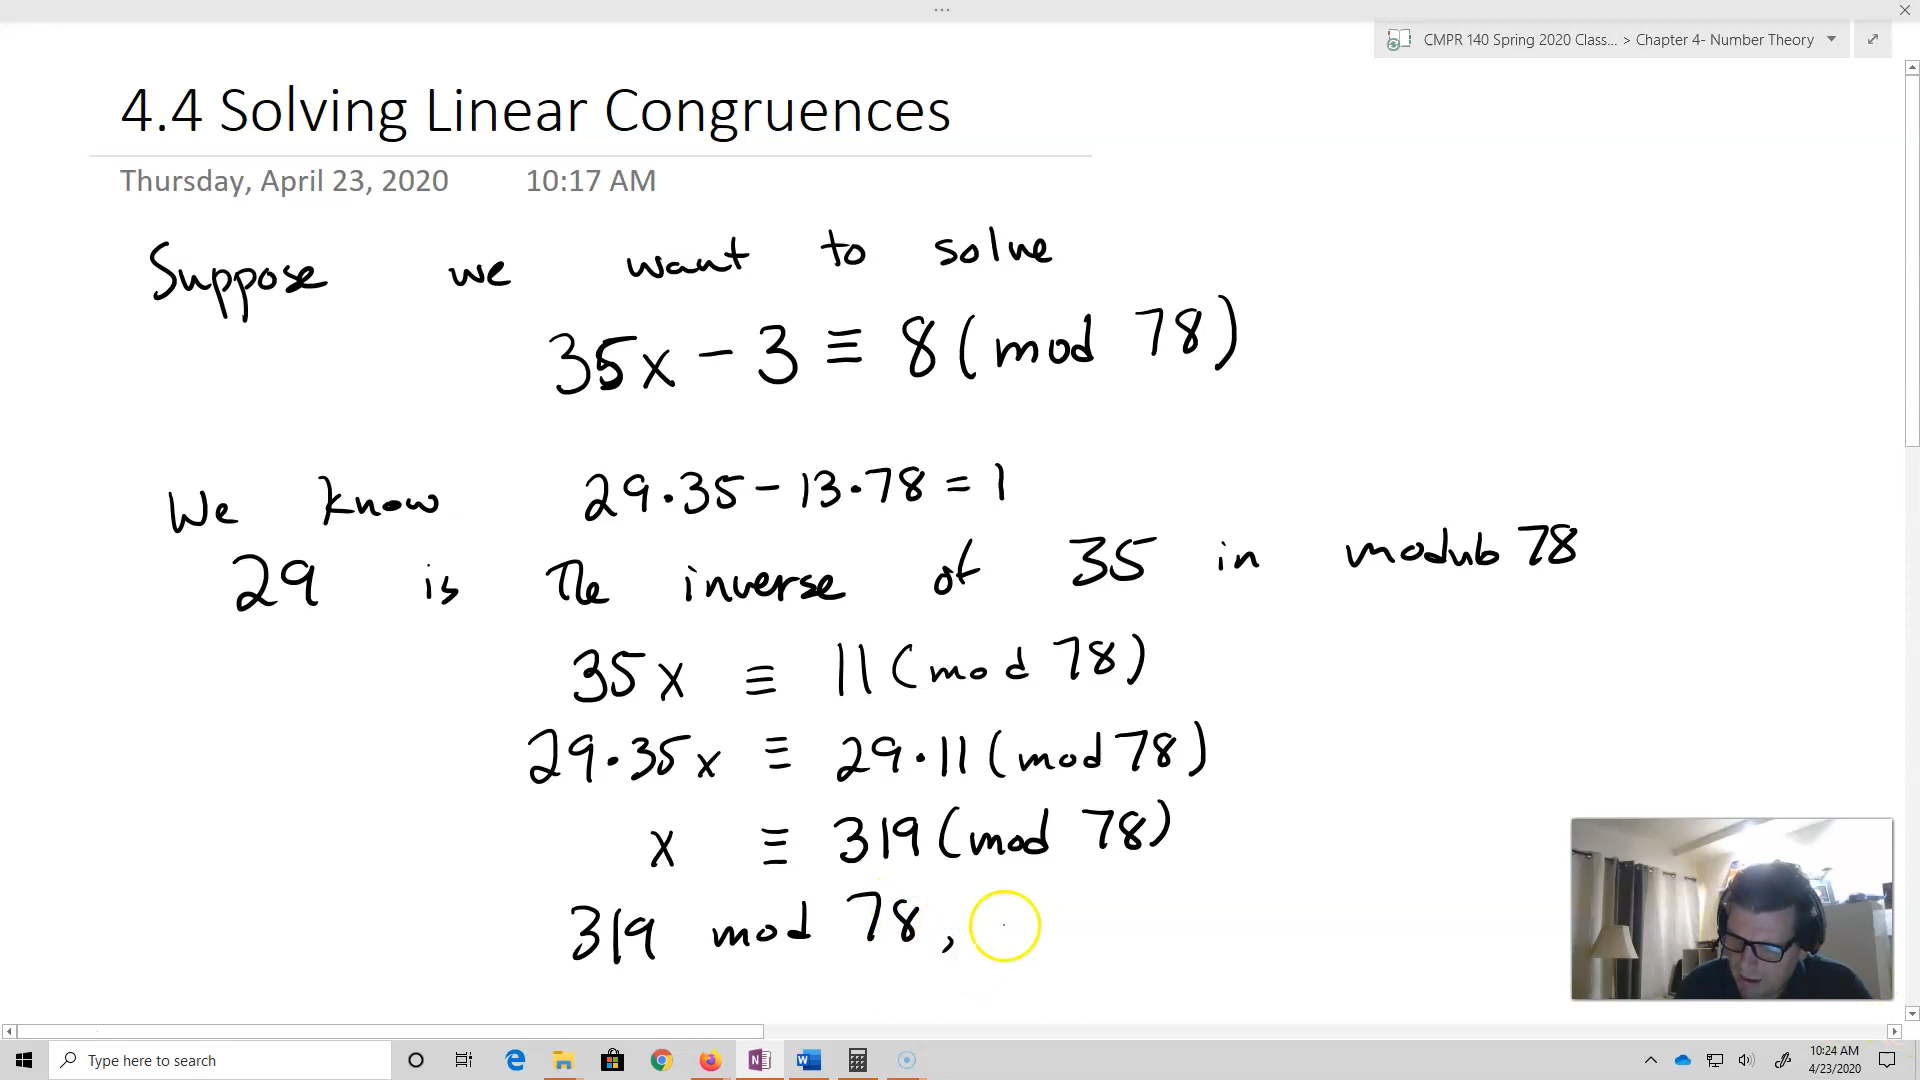 CMPR 140 Spring 2020 Class... > Chapter 4- Number Theory
4.4 Solving Linear Congruences
Thursday, April 23, 2020 10:17 AM
Suppose we want to solve
35x - 3 ≡ 8 (mod 78)
We know 29·35 - 13·78 = 1
29 is the inverse of 35 in modulo 78
35x ≡ 11 (mod 78)
29·35x ≡ 29·11 (mod 78)
x ≡ 319 (mod 78)
319 mod 78,
Type here to search
10:24 AM
4/23/2020